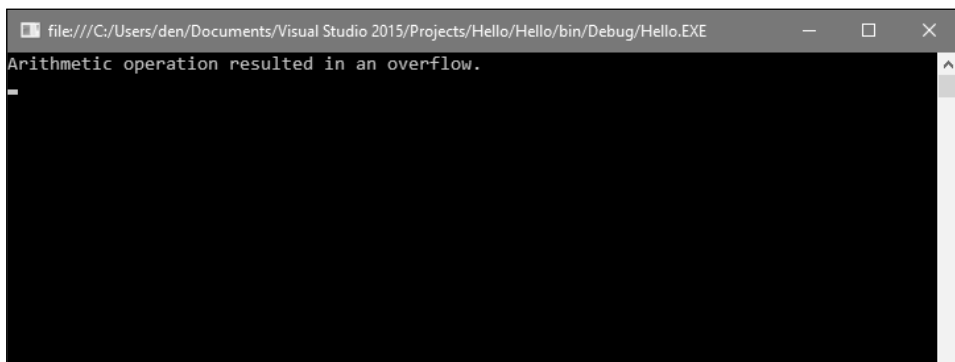 file:///C:/Users/den/Documents/Visual Studio 2015/Projects/Hello/Hello/bin/Debug/Hello.EXE
Arithmetic operation resulted in an overflow.